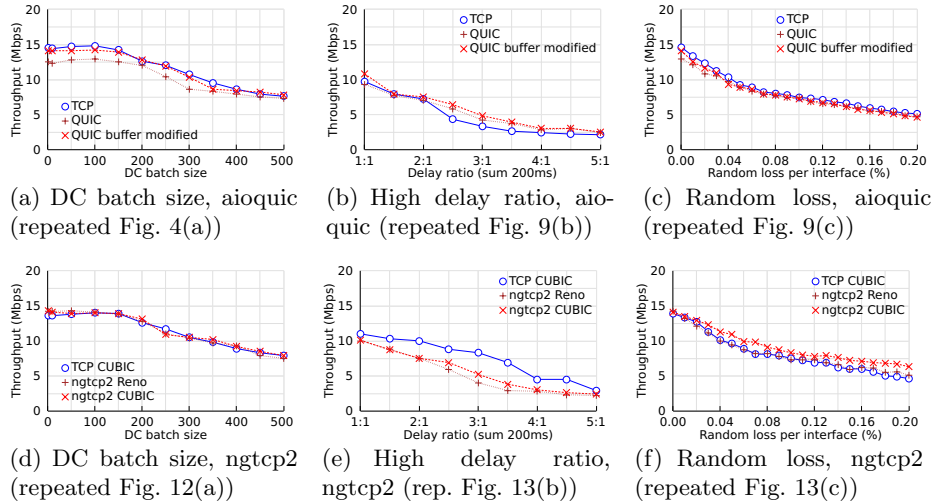 Throughput (Mbps)
20
15
10
5
0
TCP
QUIC
QUIC buffer modified
0 100 200 300 400 500
DC batch size
(a) DC batch size, aioquic
(repeated Fig. 4(a))
Throughput (Mbps)
20
15
10
5
0
TCP
QUIC
QUIC buffer modified
1:1 2:1 3:1 4:1 5:1
Delay ratio (sum 200ms)
(b) High delay ratio, aio-
quic (repeated Fig. 9(b))
Throughput (Mbps)
20
15
10
5
0
TCP
QUIC
QUIC buffer modified
0.00 0.04 0.08 0.12 0.16 0.20
Random loss per interface (%)
(c) Random loss, aioquic
(repeated Fig. 9(c))
Throughput (Mbps)
20
15
10
5
0
TCP CUBIC
ngtcp2 Reno
ngtcp2 CUBIC
0 100 200 300 400 500
DC batch size
(d) DC batch size, ngtcp2
(repeated Fig. 12(a))
Throughput (Mbps)
20
15
10
5
0
TCP CUBIC
ngtcp2 Reno
ngtcp2 CUBIC
1:1 2:1 3:1 4:1 5:1
Delay ratio (sum 200ms)
(e) High delay ratio,
ngtcp2 (rep. Fig. 13(b))
Throughput (Mbps)
20
15
10
5
0
TCP CUBIC
ngtcp2 Reno
ngtcp2 CUBIC
0.00 0.04 0.08 0.12 0.16 0.20
Random loss per interface (%)
(f) Random loss, ngtcp2
(repeated Fig. 13(c))